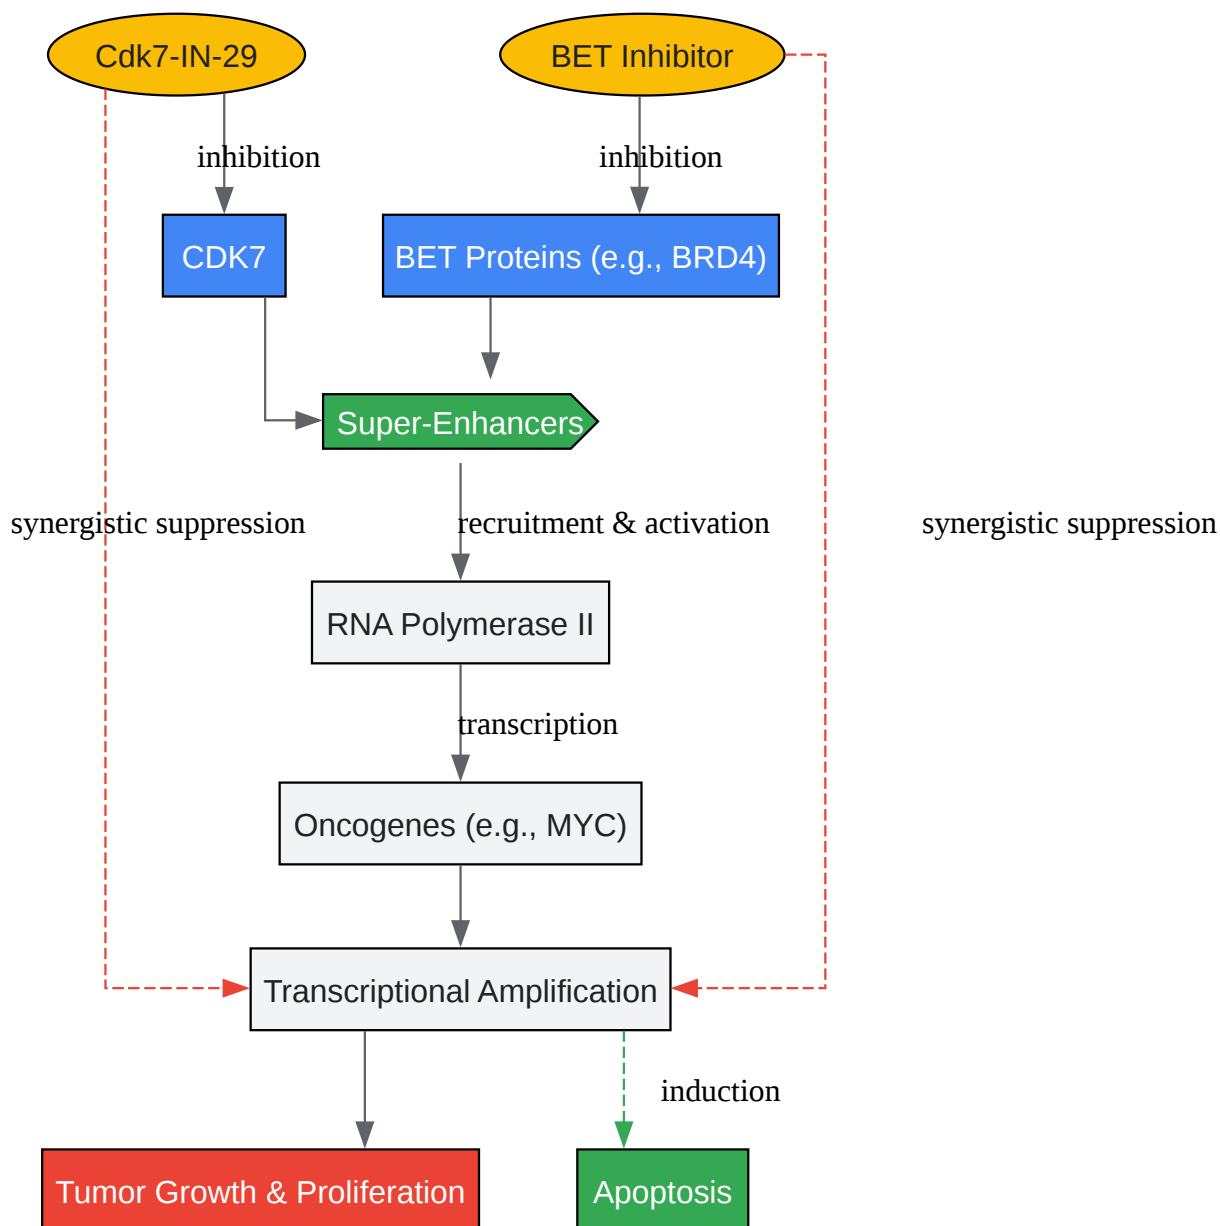 Cdk7-IN-29
BET Inhibitor
inhibition
inhibition
CDK7
BET Proteins (e.g., BRD4)
Super-Enhancers
synergistic suppression
recruitment & activation
synergistic suppression
RNA Polymerase II
transcription
Oncogenes (e.g., MYC)
Transcriptional Amplification
induction
Tumor Growth & Proliferation
Apoptosis